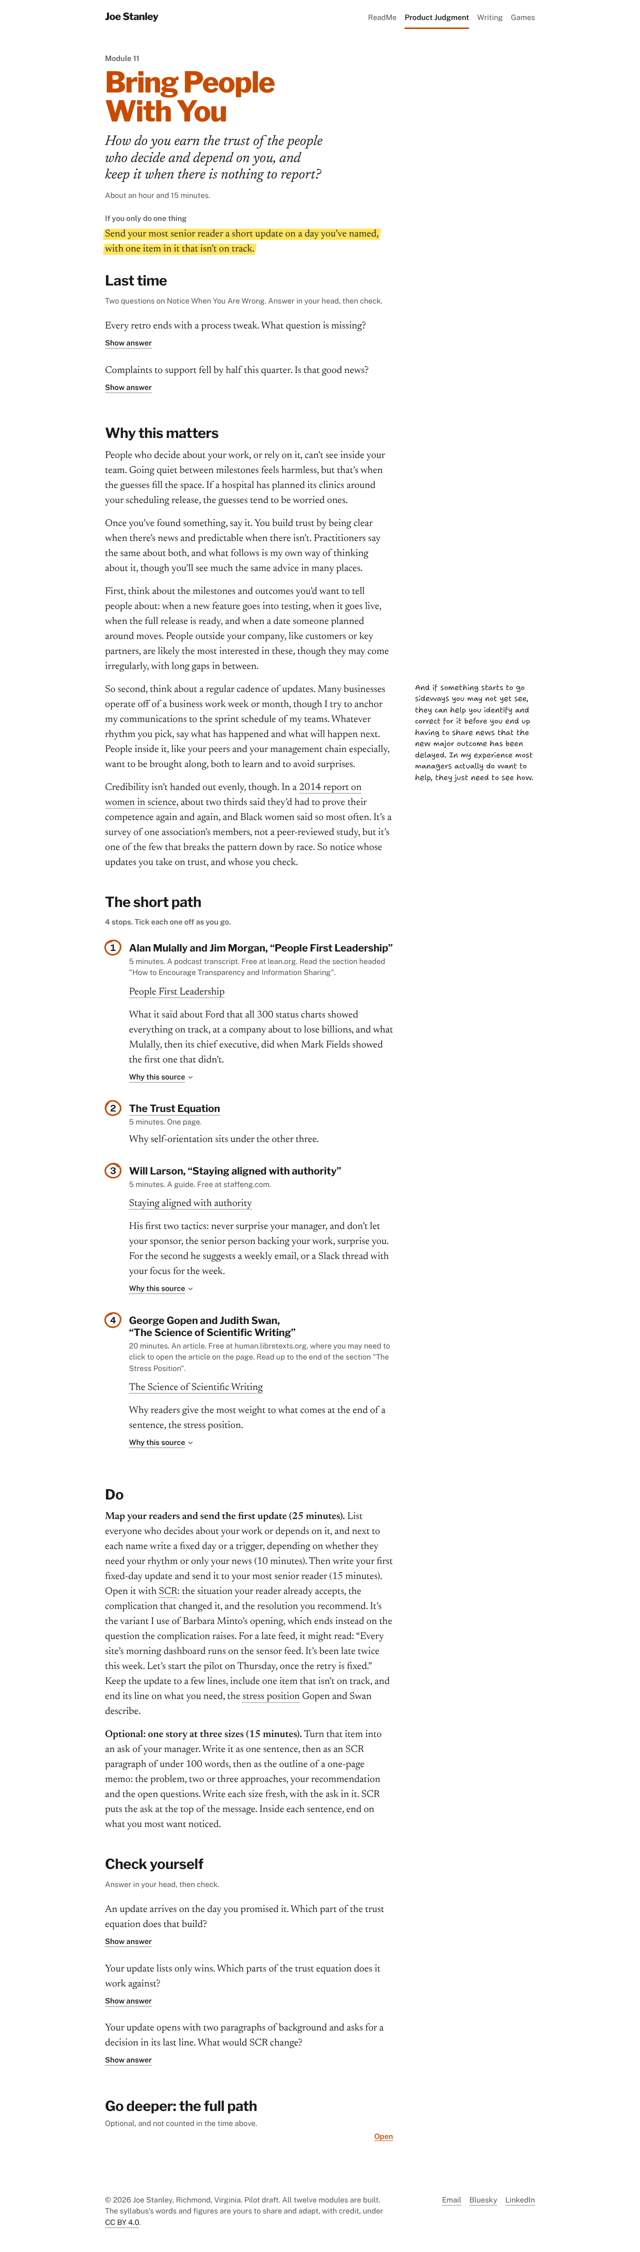 Joe Stanley
ReadMe Product Judgment Writing Games
Module 11
Bring People
With You
How do you earn the trust of the people
who decide and depend on you, and
keep it when there is nothing to report?
About an hour and 15 minutes.
If you only do one thing
Send your most senior reader a short update on a day you've named,
with one item in it that isn't on track.
Last time
Two questions on Notice When You Are Wrong. Answer in your head, then check.
Every retro ends with a process tweak. What question is missing?
Show answer
Complaints to support fell by half this quarter. Is that good news?
Show answer
Why this matters
People who decide about your work, or rely on it, can't see inside your
team. Going quiet between milestones feels harmless, but that's when
the guesses fill the space. If a hospital has planned its clinics around
your scheduling release, the guesses tend to be worried ones.
Once you've found something, say it. You build trust by being clear
when there's news and predictable when there isn't. Practitioners say
the same about both, and what follows is my own way of thinking
about it, though you'll see much the same advice in many places.
First, think about the milestones and outcomes you'd want to tell
people about: when a new feature goes into testing, when it goes live,
when the full release is ready, and when a date someone planned
around moves. People outside your company, like customers or key
partners, are likely the most interested in these, though they may come
irregularly, with long gaps in between.
So second, think about a regular cadence of updates. Many businesses
operate off of a business work week or month, though I try to anchor
my communications to the sprint schedule of my teams. Whatever
rhythm you pick, say what has happened and what will happen next.
People inside it, like your peers and your management chain especially,
want to be brought along, both to learn and to avoid surprises.
And if something starts to go
sideways you may not yet see,
they can help you identify and
correct for it before you end up
having to share news that the
new major outcome has been
delayed. In my experience most
managers actually do want to
help, they just need to see how.
Credibility isn't handed out evenly, though. In a 2014 report on
women in science, about two thirds said they'd had to prove their
competence again and again, and Black women said so most often. It's a
survey of one association's members, not a peer-reviewed study, but it's
one of the few that breaks the pattern down by race. So notice whose
updates you take on trust, and whose you check.
The short path
4 stops. Tick each one off as you go.
1 Alan Mulally and Jim Morgan, “People First Leadership”
5 minutes. A podcast transcript. Free at lean.org. Read the section headed
"How to Encourage Transparency and Information Sharing".
People First Leadership
What it said about Ford that all 300 status charts showed
everything on track, at a company about to lose billions, and what
Mulally, then its chief executive, did when Mark Fields showed
the first one that didn't.
Why this source
2 The Trust Equation
5 minutes. One page.
Why self-orientation sits under the other three.
3 Will Larson, “Staying aligned with authority”
5 minutes. A guide. Free at staffeng.com.
Staying aligned with authority
His first two tactics: never surprise your manager, and don't let
your sponsor, the senior person backing your work, surprise you.
For the second he suggests a weekly email, or a Slack thread with
your focus for the week.
Why this source
4 George Gopen and Judith Swan,
“The Science of Scientific Writing”
20 minutes. An article. Free at human.libretexts.org, where you may need to
click to open the article on the page. Read up to the end of the section "The
Stress Position".
The Science of Scientific Writing
Why readers give the most weight to what comes at the end of a
sentence, the stress position.
Why this source
Do
Map your readers and send the first update (25 minutes). List
everyone who decides about your work or depends on it, and next to
each name write a fixed day or a trigger, depending on whether they
need your rhythm or only your news (10 minutes). Then write your first
fixed-day update and send it to your most senior reader (15 minutes).
Open it with SCR: the situation your reader already accepts, the
complication that changed it, and the resolution you recommend. It's
the variant I use of Barbara Minto's opening, which ends instead on the
question the complication raises. For a late feed, it might read: “Every
site's morning dashboard runs on the sensor feed. It's been late twice
this week. Let's start the pilot on Thursday, once the retry is fixed.”
Keep the update to a few lines, include one item that isn't on track, and
end its line on what you need, the stress position Gopen and Swan
describe.
Optional: one story at three sizes (15 minutes). Turn that item into
an ask of your manager. Write it as one sentence, then as an SCR
paragraph of under 100 words, then as the outline of a one-page
memo: the problem, two or three approaches, your recommendation
and the open questions. Write each size fresh, with the ask in it. SCR
puts the ask at the top of the message. Inside each sentence, end on
what you most want noticed.
Check yourself
Answer in your head, then check.
An update arrives on the day you promised it. Which part of the trust
equation does that build?
Show answer
Your update lists only wins. Which parts of the trust equation does it
work against?
Show answer
Your update opens with two paragraphs of background and asks for a
decision in its last line. What would SCR change?
Show answer
Go deeper: the full path
Optional, and not counted in the time above.
Open
© 2026 Joe Stanley, Richmond, Virginia. Pilot draft. All twelve modules are built.
The syllabus's words and figures are yours to share and adapt, with credit, under
CC BY 4.0.
Email Bluesky LinkedIn